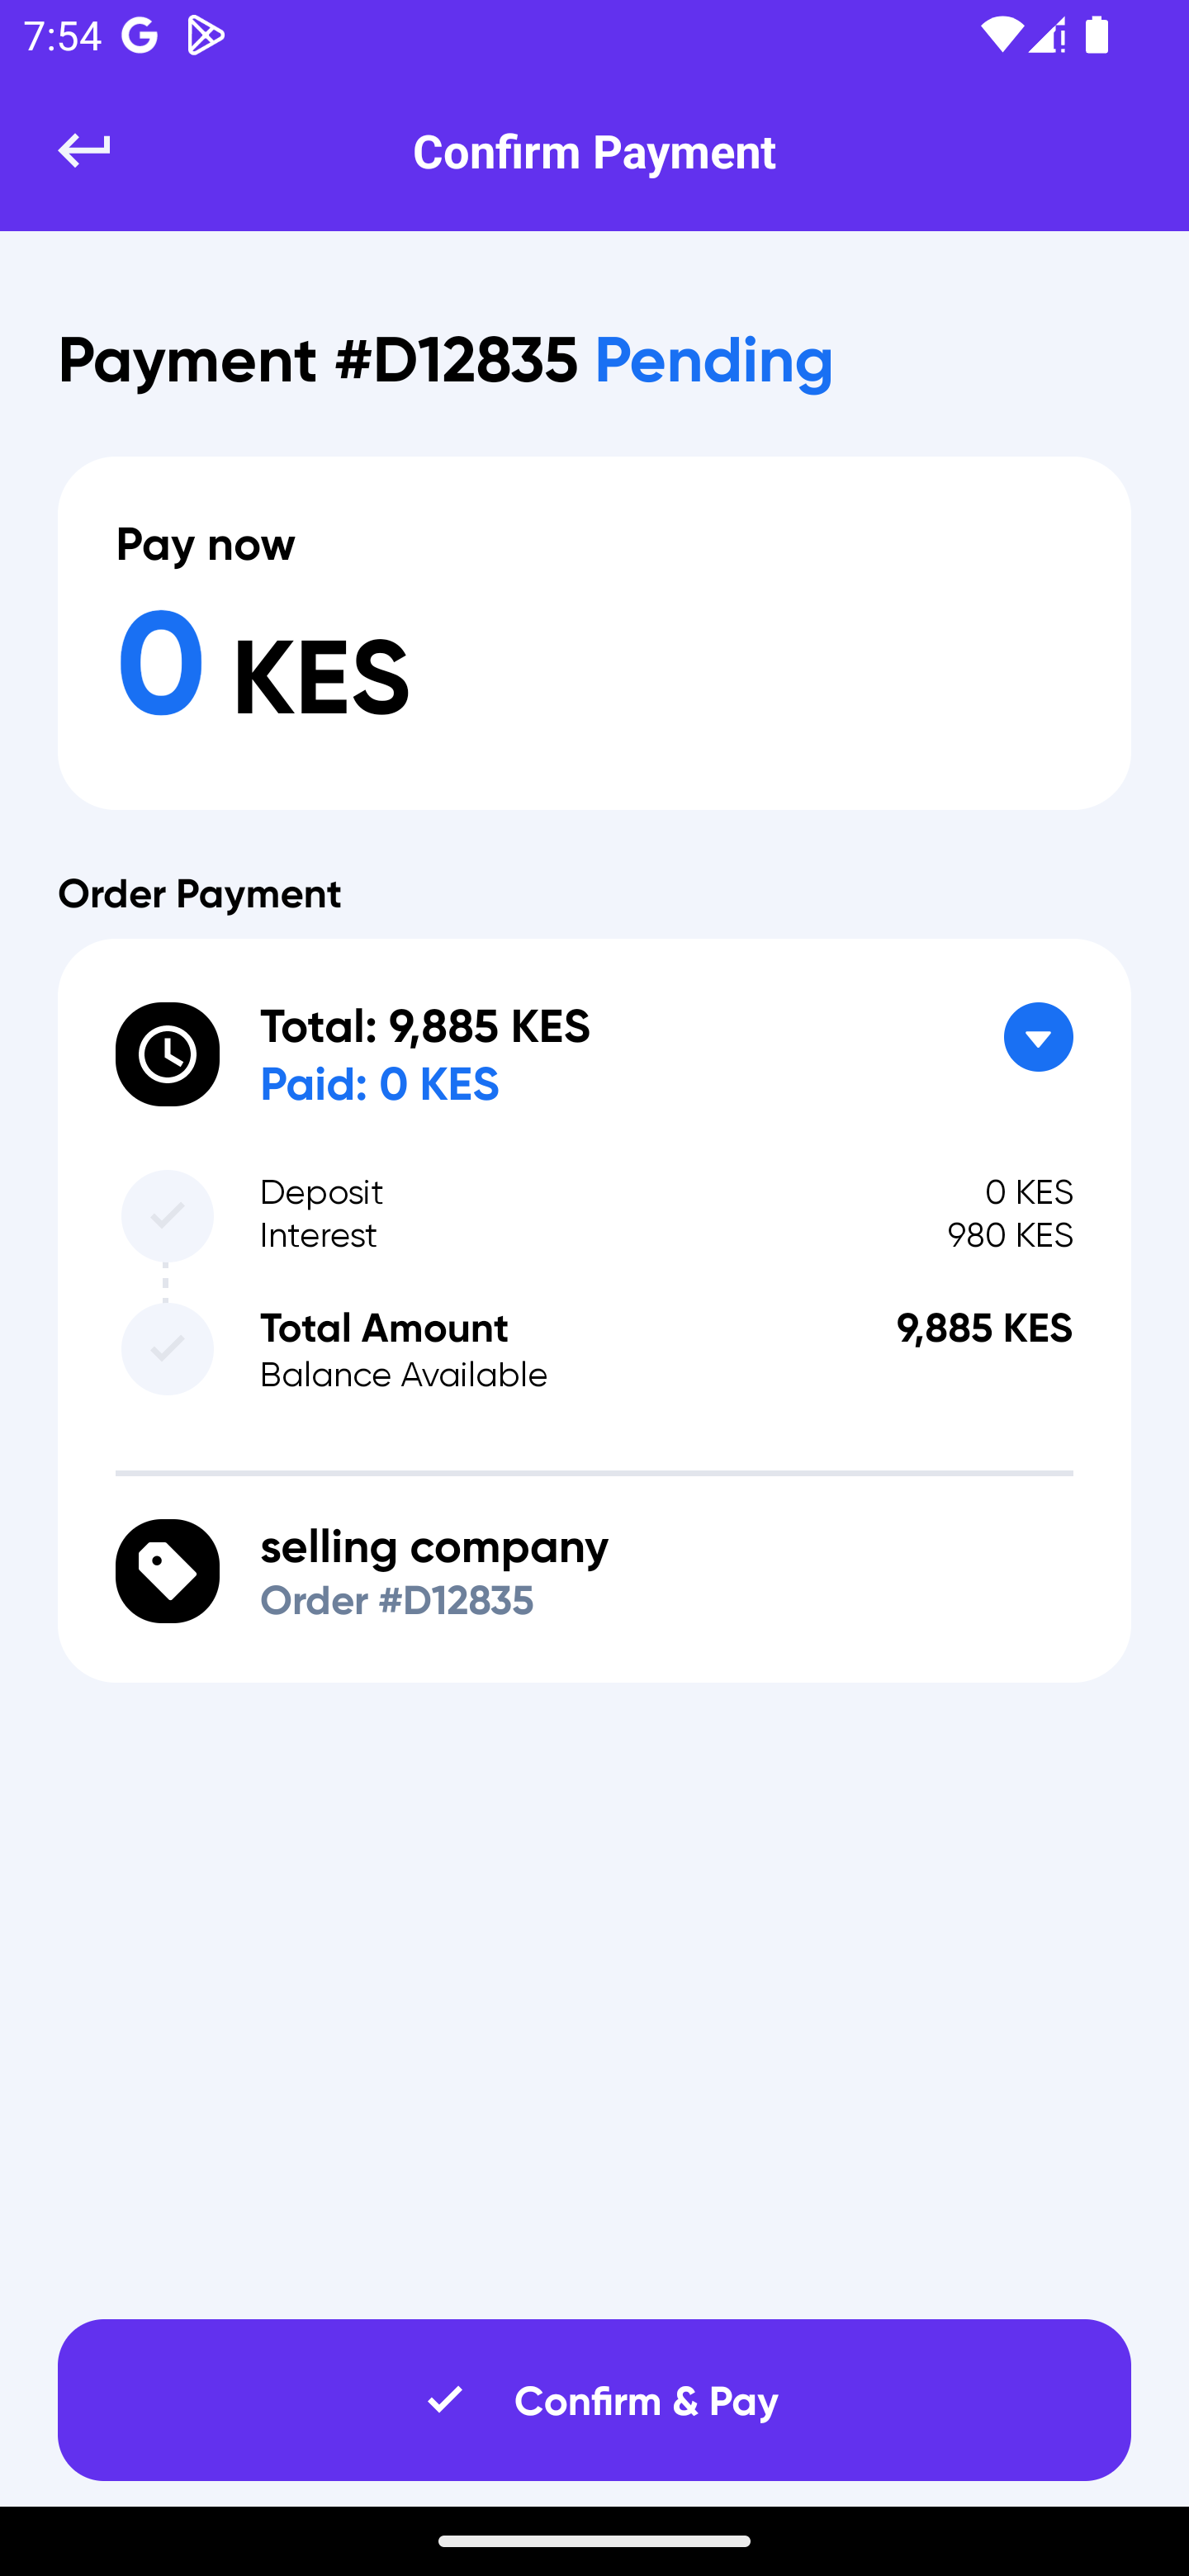 7:54
Confirm Payment
Payment #D12835 Pending
Pay now
0 KES
Order Payment
Total: 9,885 KES
Paid: 0 KES
Deposit 0 KES
Interest 980 KES
Total Amount 9,885 KES
Balance Available
selling company
Order #D12835
Confirm & Pay